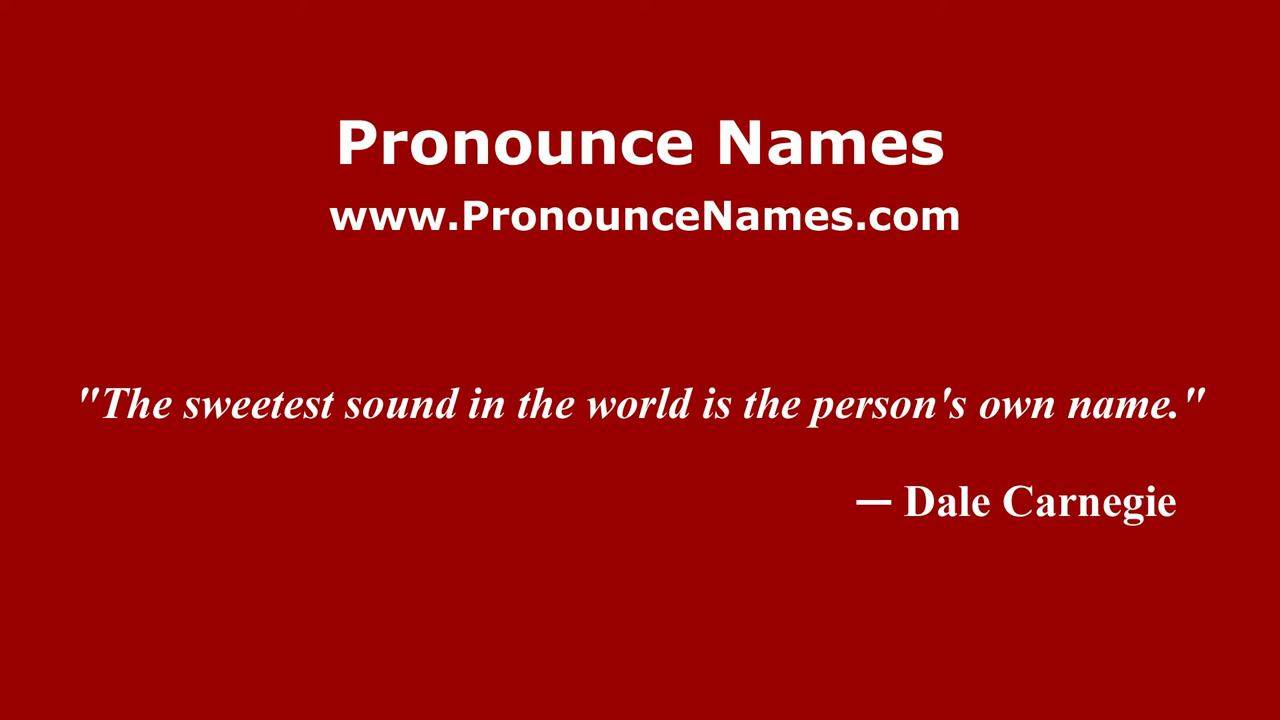 Pronounce Names
www.PronounceNames.com
"The sweetest sound in the world is the person's own name."
— Dale Carnegie